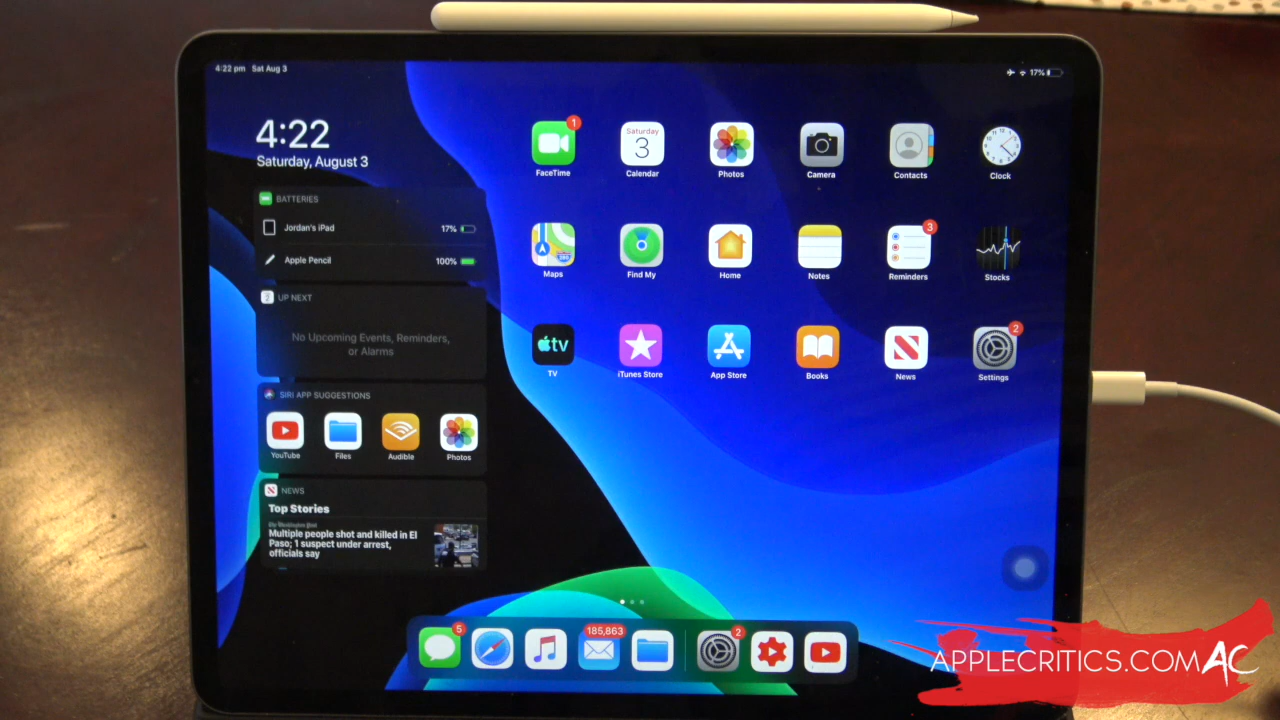 4:22 pm Sat Aug 3
17%
4:22
Saturday, August 3
BATTERIES
Jordan's iPad 17%
Apple Pencil 100%
UP NEXT
No Upcoming Events, Reminders,
or Alarms
SIRI APP SUGGESTIONS
YouTube Files Audible Photos
NEWS
Top Stories
The Washington Post
Multiple people shot and killed in El
Paso; 1 suspect under arrest,
officials say
1
Saturday
3
FaceTime Calendar Photos Camera Contacts Clock
3
280
Maps Find My Home Notes Reminders Stocks
2
tv
TV iTunes Store App Store Books News Settings
5 185,863 2
APPLECRITICS.COM AC